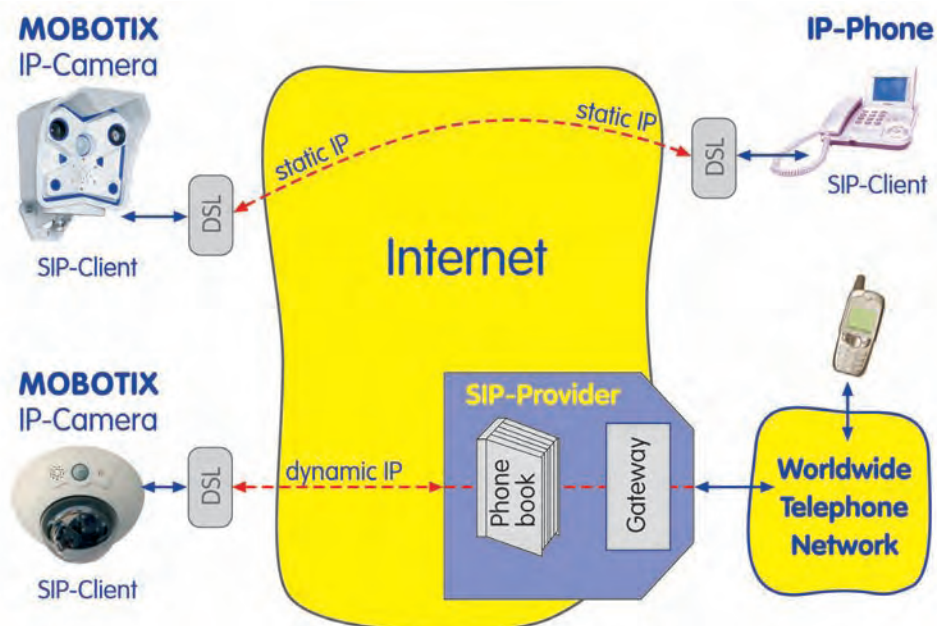 MOBOTIX
IP-Camera
SIP-Client
DSL
static IP
static IP
DSL
IP-Phone
SIP-Client
Internet
MOBOTIX
IP-Camera
SIP-Client
DSL
dynamic IP
SIP-Provider
Phone
book
Gateway
Worldwide
Telephone
Network